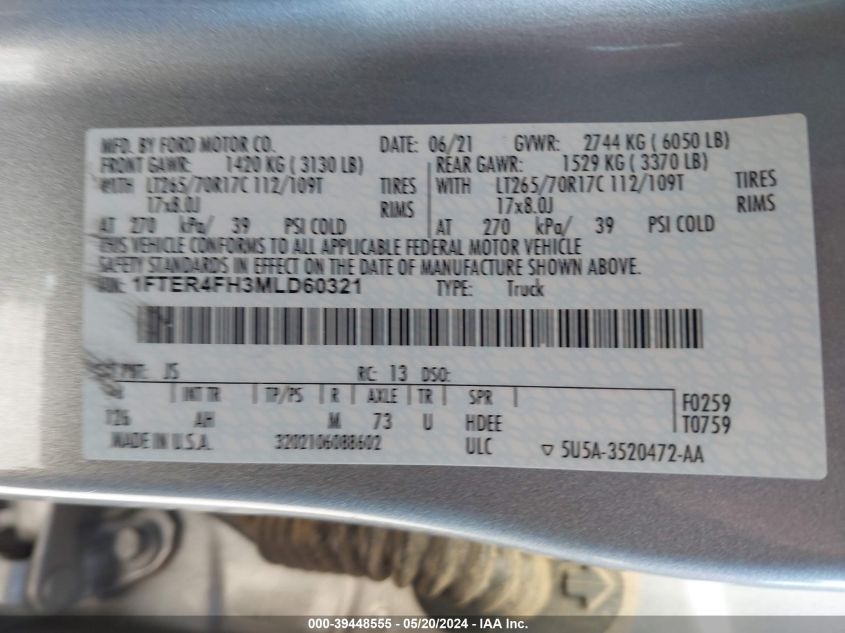 MFD. BY FORD MOTOR CO. DATE: 06/21 GVWR: 2744 KG ( 6050 LB)
FRONT GAWR: 1420 KG ( 3130 LB) REAR GAWR: 1529 KG ( 3370 LB)
WITH LT265/70R17C 112/109T TIRES WITH LT265/70R17C 112/109T TIRES
17x8.0J RIMS 17x8.0J RIMS
AT 270 kPa/ 39 PSI COLD AT 270 kPa/ 39 PSI COLD
THIS VEHICLE CONFORMS TO ALL APPLICABLE FEDERAL MOTOR VEHICLE
SAFETY STANDARDS IN EFFECT ON THE DATE OF MANUFACTURE SHOWN ABOVE.
VIN: 1FTER4FH3MLD60321 TYPE: Truck
EXT PNT: JS RC: 13 DSO:
WB INT TR TP/PS R AXLE TR SPR F0259
126 AH M 73 U HDEE T0759
MADE IN U.S.A. 3202106088602 ULC ▽ 5U5A-3520472-AA
000-39448555 - 05/20/2024 - IAA Inc.